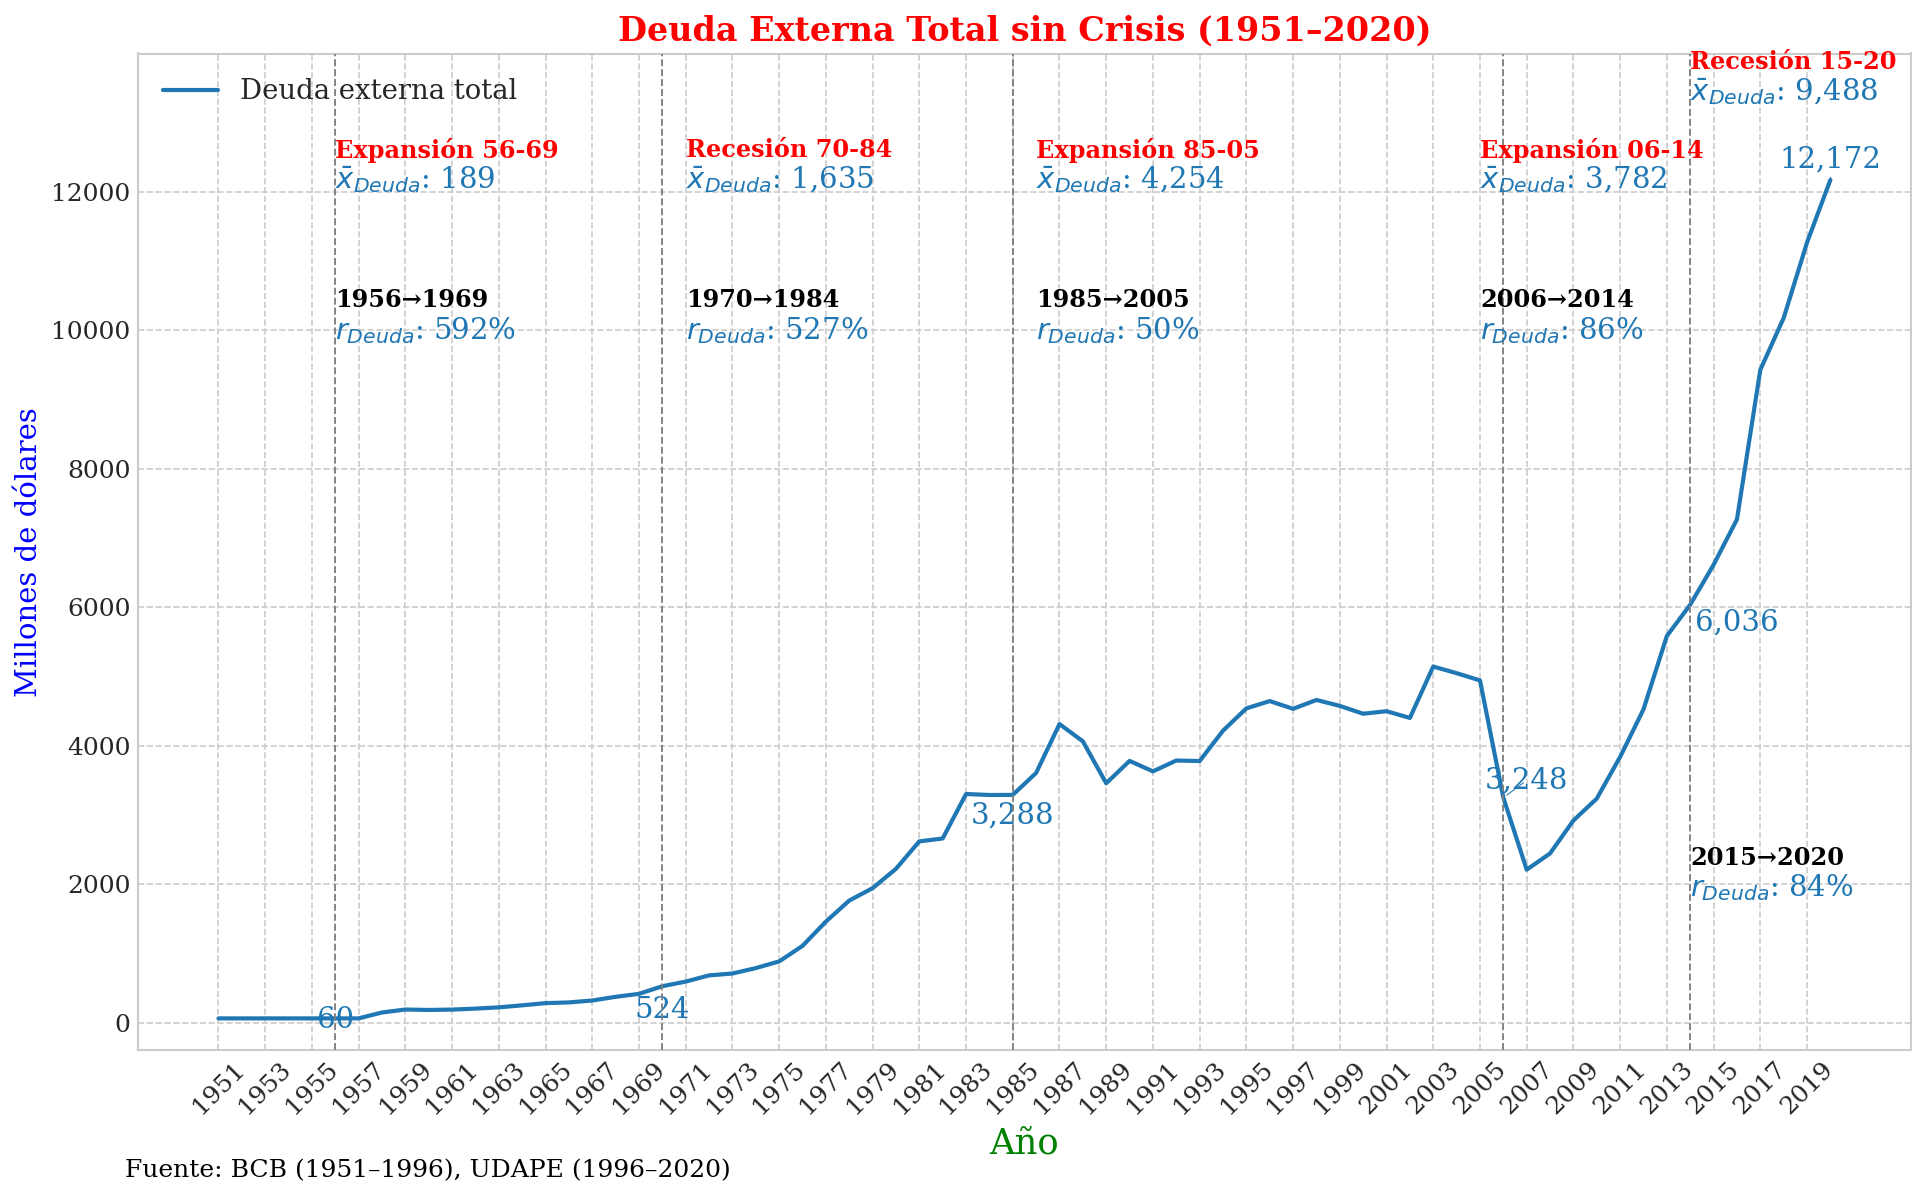 Deuda Externa Total sin Crisis (1951–2020)
Deuda externa total
Recesión 15-20
x̄Deuda: 9,488
Expansión 56-69
x̄Deuda: 189
Recesión 70-84
x̄Deuda: 1,635
Expansión 85-05
x̄Deuda: 4,254
Expansión 06-14
x̄Deuda: 3,782
12,172
1956→1969
rDeuda: 592%
1970→1984
rDeuda: 527%
1985→2005
rDeuda: 50%
2006→2014
rDeuda: 86%
6,036
3,248
3,288
2015→2020
rDeuda: 84%
524
60
Millones de dólares
12000
10000
8000
6000
4000
2000
0
1951 1953 1955 1957 1959 1961 1963 1965 1967 1969 1971 1973 1975 1977 1979 1981 1983 1985 1987 1989 1991 1993 1995 1997 1999 2001 2003 2005 2007 2009 2011 2013 2015 2017 2019
Año
Fuente: BCB (1951–1996), UDAPE (1996–2020)